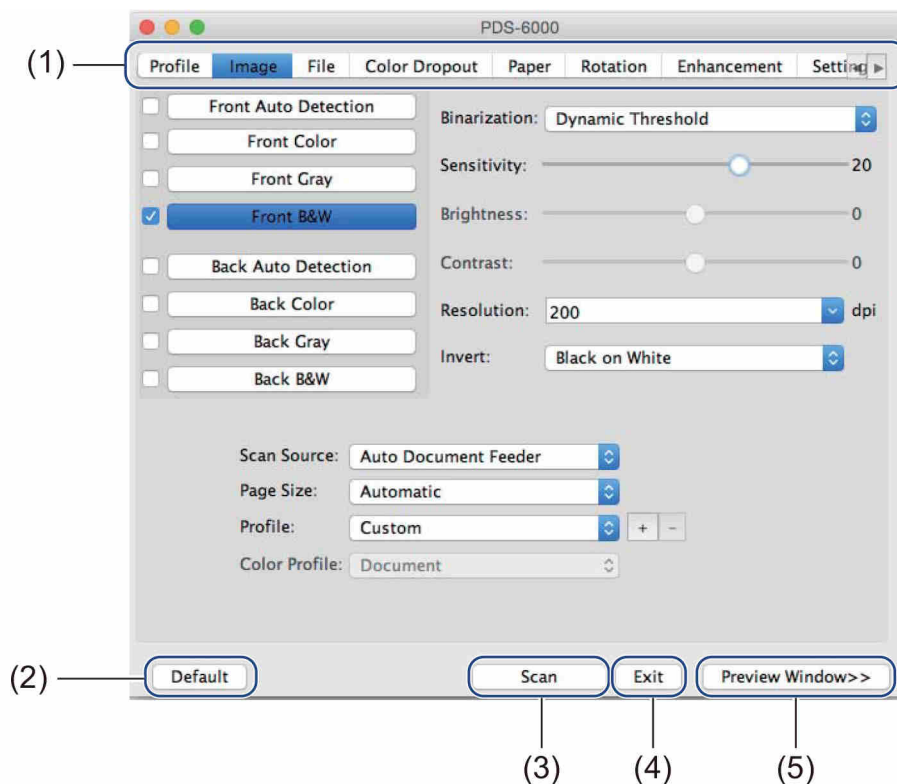 PDS-6000
(1)
Profile Image File Color Dropout Paper Rotation Enhancement Setting
Front Auto Detection
Front Color
Front Gray
Front B&W
Back Auto Detection
Back Color
Back Gray
Back B&W
Binarization: Dynamic Threshold
Sensitivity: 20
Brightness: 0
Contrast: 0
Resolution: 200 dpi
Invert: Black on White
Scan Source: Auto Document Feeder
Page Size: Automatic
Profile: Custom + -
Color Profile: Document
(2) Default Scan Exit Preview Window>>
(3) (4) (5)